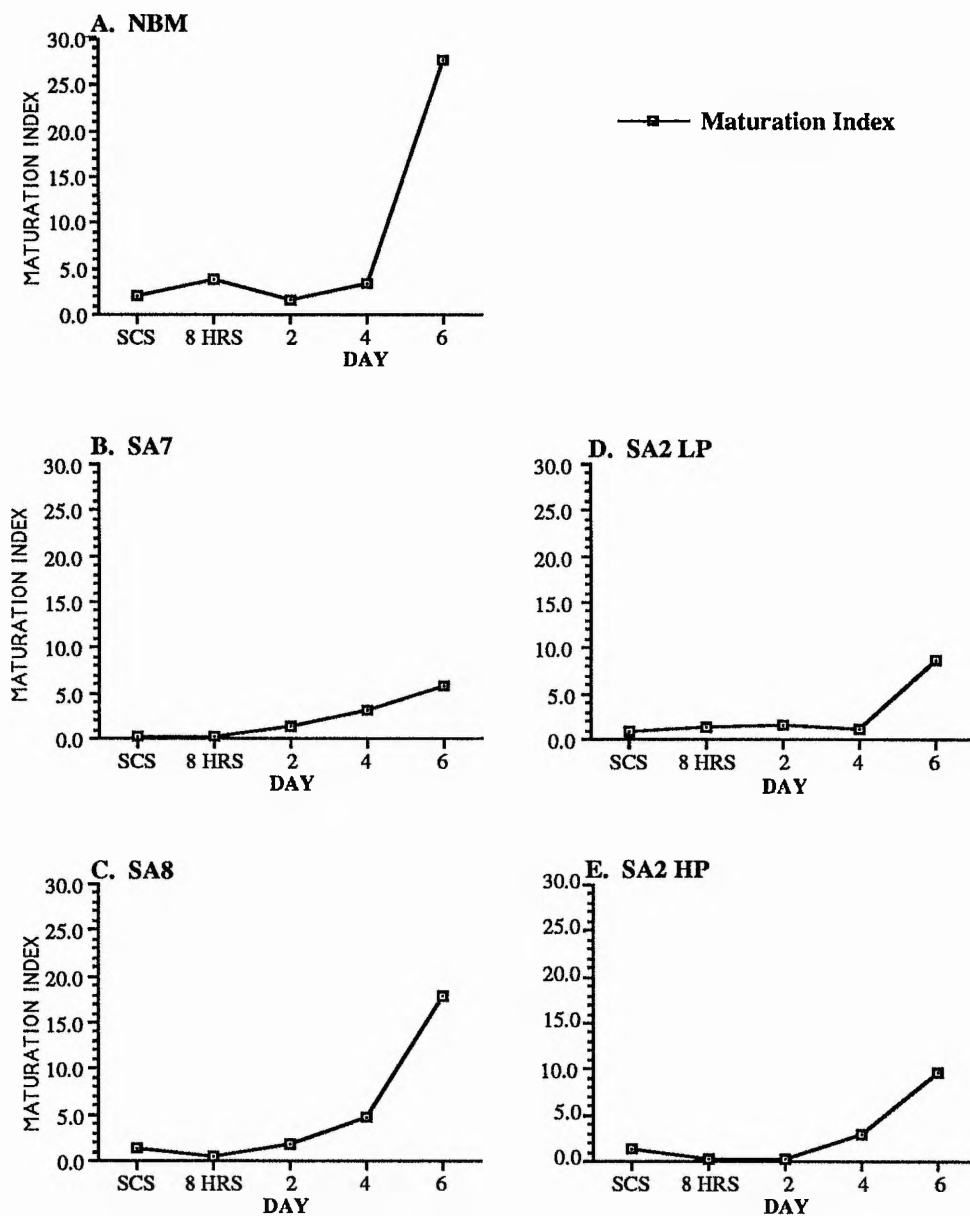 A. NBM
30.0
25.0
20.0
15.0
10.0
5.0
0.0
MATURATION INDEX
SCS 8 HRS 2 4 6
DAY
Maturation Index
B. SA7
30.0
25.0
20.0
15.0
10.0
5.0
0.0
MATURATION INDEX
SCS 8 HRS 2 4 6
DAY
D. SA2 LP
30.0
25.0
20.0
15.0
10.0
5.0
0.0
SCS 8 HRS 2 4 6
DAY
C. SA8
30.0
25.0
20.0
15.0
10.0
5.0
0.0
MATURATION INDEX
SCS 8 HRS 2 4 6
DAY
E. SA2 HP
30.0
25.0
20.0
15.0
10.0
5.0
0.0
SCS 8 HRS 2 4 6
DAY